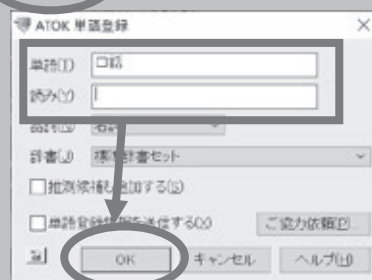 ATOK 単語登録
単語(T) 口話
読み(Y)
品詞(N) 名詞
辞書(J) 標準辞書セット
推測候補も追加する(S)
単語登録情報を送信する(X) ご協力依頼(P)...
OK キャンセル ヘルプ(H)